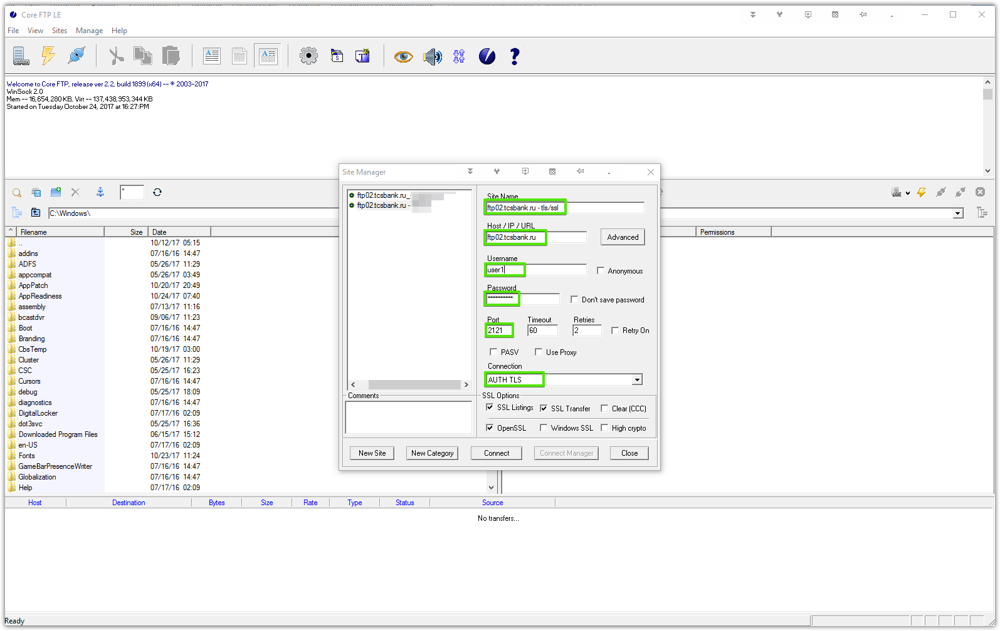 Core FTP LE
File View Sites Manage Help
Welcome to Core FTP, release ver 2.2, build 1899 (x64) -- © 2003-2017
WinSock 2.0
Mem -- 16,654,280 KB, Virt -- 137,438,953,344 KB
Started on Tuesday October 24, 2017 at 16:27:PM
*
C:\Windows\
Filename Size Date
.. 10/12/17 05:15
addins 07/16/16 14:47
ADFS 05/26/17 11:29
appcompat 05/26/17 03:49
AppPatch 10/20/17 20:49
AppReadiness 10/24/17 07:40
assembly 07/13/17 11:16
bcastdvr 09/06/17 11:23
Boot 07/16/16 14:47
Branding 07/16/16 14:47
CbsTemp 10/19/17 03:00
Cluster 05/26/17 11:29
CSC 05/25/17 16:23
Cursors 07/16/16 14:47
debug 05/25/17 18:09
diagnostics 07/16/16 14:47
DigitalLocker 07/17/16 02:09
dot3svc 05/25/17 16:36
Downloaded Program Files 06/15/17 15:12
en-US 07/17/16 02:09
Fonts 10/23/17 11:24
GameBarPresenceWriter 07/16/16 14:47
Globalization 07/16/16 14:47
Help 07/17/16 02:09
Permissions
Site Manager
ftp02.tcsbank.ru_-
ftp02.tcsbank.ru -
Comments
Site Name
ftp02.tcsbank.ru - tls/ssl
Host / IP / URL
ftp02.tcsbank.ru
Advanced
Username
user1
Anonymous
Password
**********
Don't save password
Port Timeout Retries
2121 60 2 Retry On
PASV Use Proxy
Connection
AUTH TLS
SSL Options
SSL Listings SSL Transfer Clear (CCC)
OpenSSL Windows SSL High crypto
New Site New Category Connect Connect Manager Close
Host Destination Bytes Size Rate Type Status Source
No transfers...
Ready